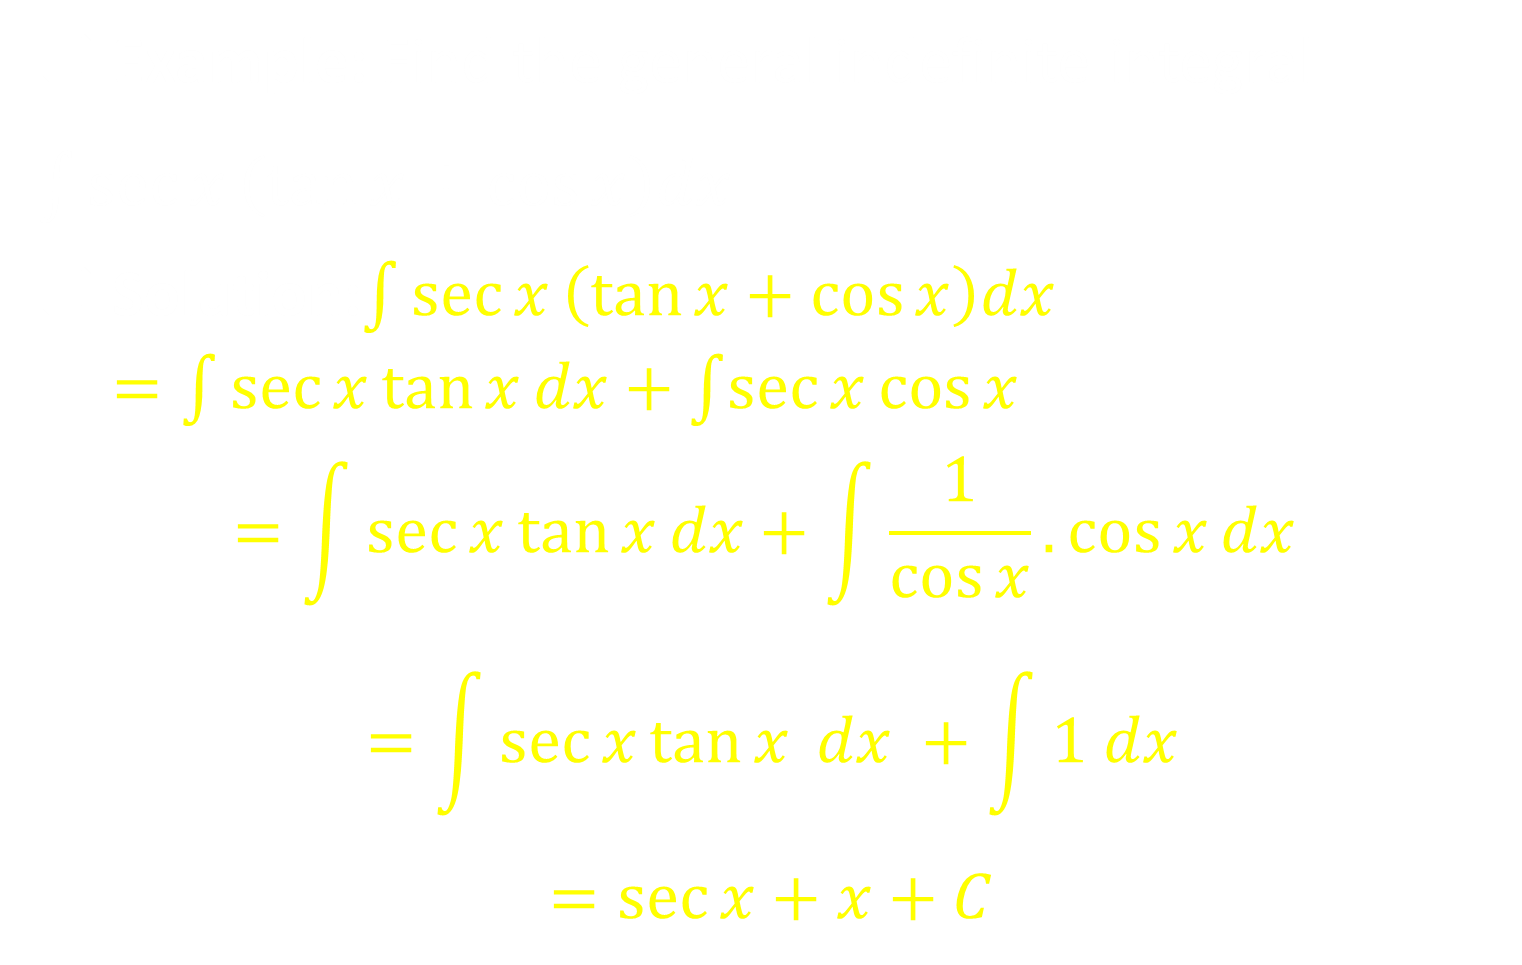 ∫ sec x (tan x + cos x)dx
= ∫ sec x tan x dx + ∫sec x cos x
= ∫ sec x tan x dx + ∫ 1/cos x . cos x dx
= ∫ sec x tan x dx + ∫ 1 dx
= sec x + x + C